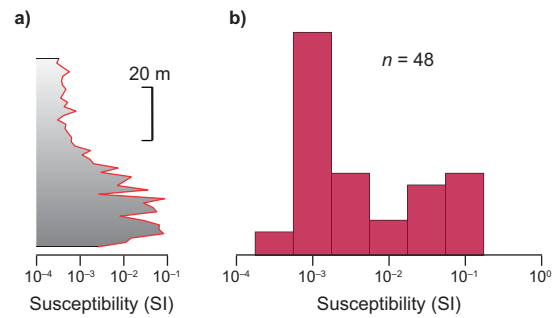 a)
20 m
10⁻⁴ 10⁻³ 10⁻² 10⁻¹
Susceptibility (SI)
b)
n = 48
10⁻⁴ 10⁻³ 10⁻² 10⁻¹ 10⁰
Susceptibility (SI)